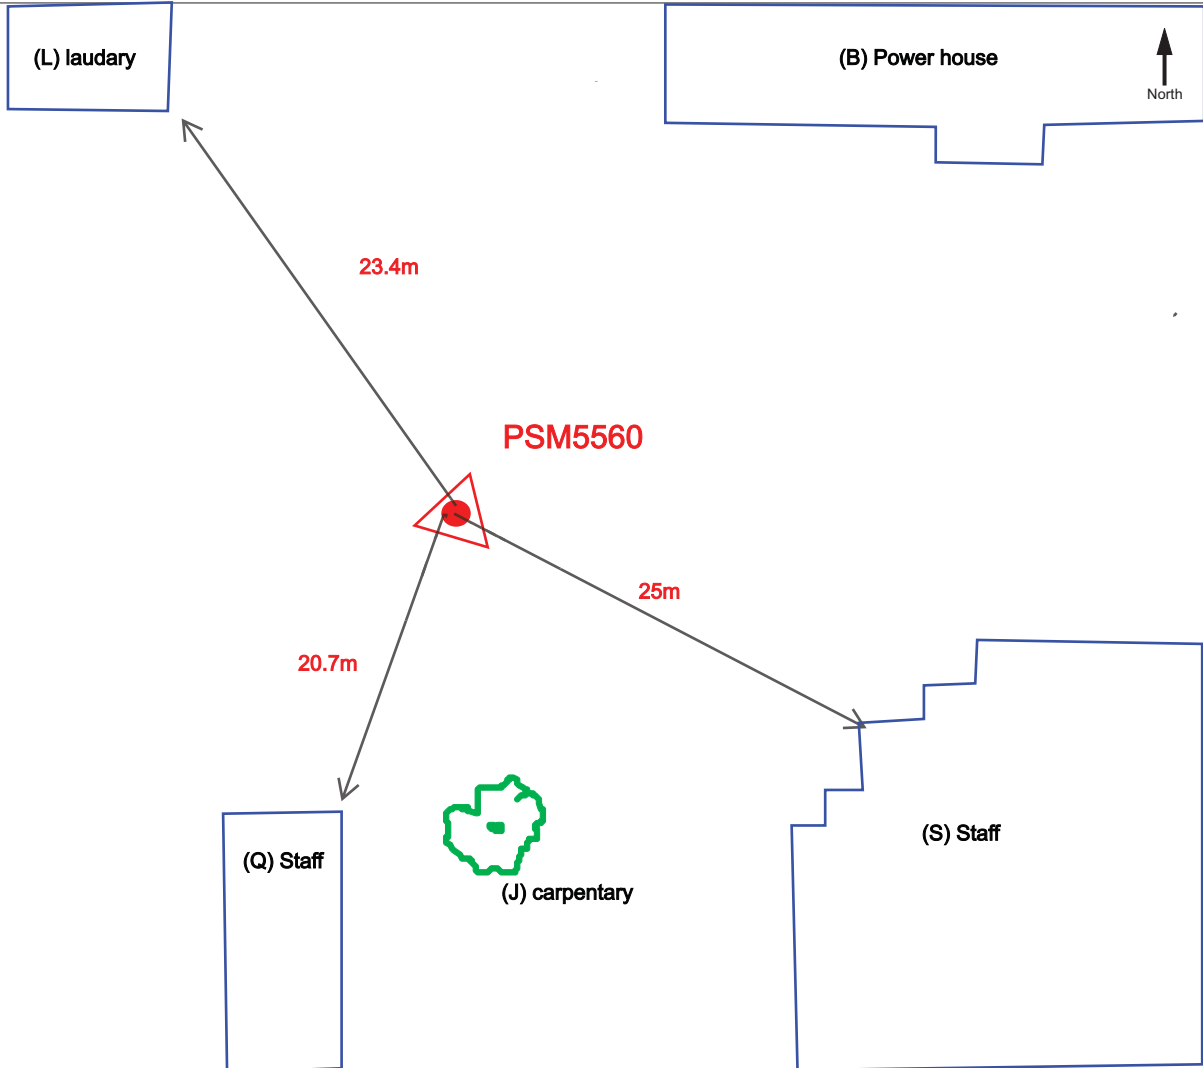 (L) laudary
(B) Power house
North
23.4m
PSM5560
25m
20.7m
(S) Staff
(Q) Staff
(J) carpentary